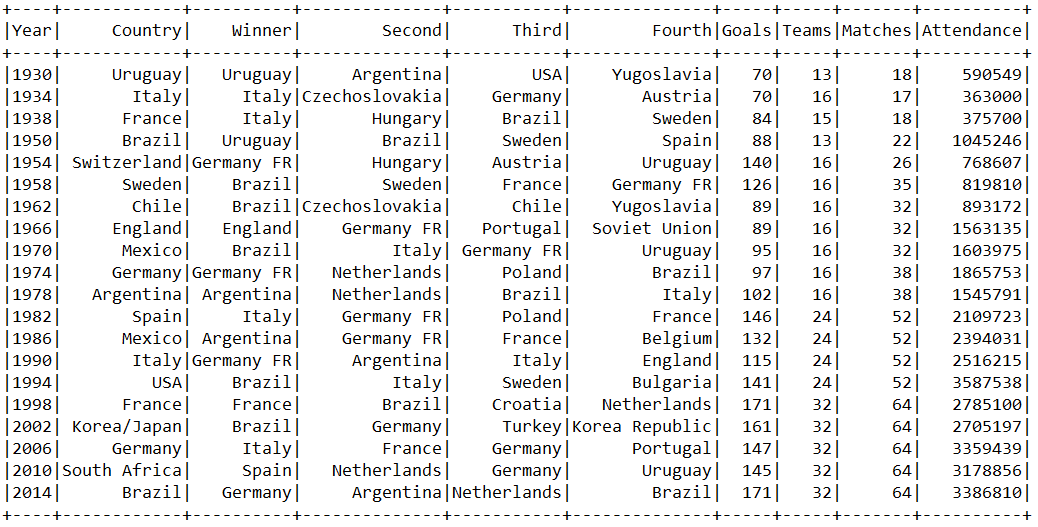 +----+------------+----------+--------------+-----------+--------------+-----+-----+-------+----------+
|Year|     Country|    Winner|        Second|      Third|        Fourth|Goals|Teams|Matches|Attendance|
+----+------------+----------+--------------+-----------+--------------+-----+-----+-------+----------+
|1930|     Uruguay|   Uruguay|     Argentina|        USA|    Yugoslavia|   70|   13|     18|    590549|
|1934|       Italy|     Italy|Czechoslovakia|    Germany|       Austria|   70|   16|     17|    363000|
|1938|      France|     Italy|       Hungary|     Brazil|        Sweden|   84|   15|     18|    375700|
|1950|      Brazil|   Uruguay|        Brazil|     Sweden|         Spain|   88|   13|     22|   1045246|
|1954| Switzerland|Germany FR|       Hungary|    Austria|       Uruguay|  140|   16|     26|    768607|
|1958|      Sweden|    Brazil|        Sweden|     France|    Germany FR|  126|   16|     35|    819810|
|1962|       Chile|    Brazil|Czechoslovakia|      Chile|    Yugoslavia|   89|   16|     32|    893172|
|1966|     England|   England|    Germany FR|   Portugal|  Soviet Union|   89|   16|     32|   1563135|
|1970|      Mexico|    Brazil|         Italy| Germany FR|       Uruguay|   95|   16|     32|   1603975|
|1974|     Germany|Germany FR|   Netherlands|     Poland|        Brazil|   97|   16|     38|   1865753|
|1978|   Argentina| Argentina|   Netherlands|     Brazil|         Italy|  102|   16|     38|   1545791|
|1982|       Spain|     Italy|    Germany FR|     Poland|        France|  146|   24|     52|   2109723|
|1986|      Mexico| Argentina|    Germany FR|     France|       Belgium|  132|   24|     52|   2394031|
|1990|       Italy|Germany FR|     Argentina|      Italy|       England|  115|   24|     52|   2516215|
|1994|         USA|    Brazil|         Italy|     Sweden|      Bulgaria|  141|   24|     52|   3587538|
|1998|      France|    France|        Brazil|    Croatia|   Netherlands|  171|   32|     64|   2785100|
|2002| Korea/Japan|    Brazil|       Germany|     Turkey|Korea Republic|  161|   32|     64|   2705197|
|2006|     Germany|     Italy|        France|    Germany|      Portugal|  147|   32|     64|   3359439|
|2010|South Africa|     Spain|   Netherlands|    Germany|       Uruguay|  145|   32|     64|   3178856|
|2014|      Brazil|   Germany|     Argentina|Netherlands|        Brazil|  171|   32|     64|   3386810|
+----+------------+----------+--------------+-----------+--------------+-----+-----+-------+----------+